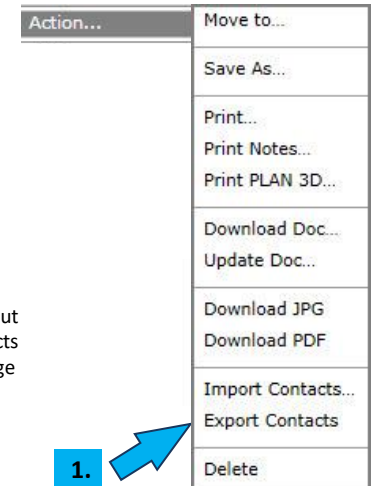 Action...
Move to...
Save As...
Print...
Print Notes...
Print PLAN 3D...
Download Doc...
Update Doc...
Download JPG
Download PDF
Import Contacts...
Export Contacts
Delete
1.